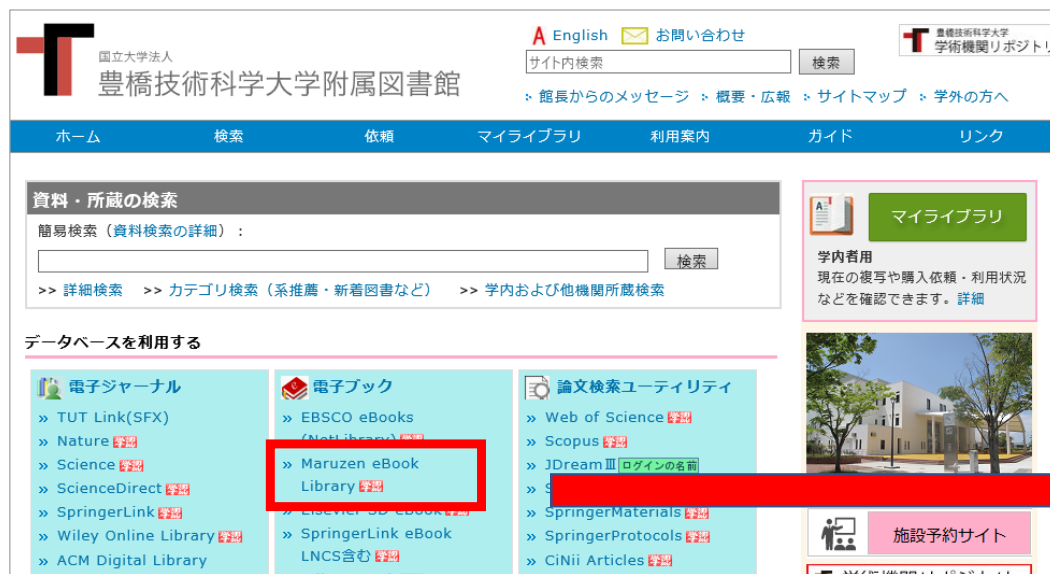 国立大学法人
豊橋技術科学大学附属図書館
A English お問い合わせ
サイト内検索 検索
館長からのメッセージ 概要・広報 サイトマップ 学外の方へ
豊橋技術科学大学
学術機関リポジトリ
ホーム 検索 依頼 マイライブラリ 利用案内 ガイド リンク
資料・所蔵の検索
簡易検索（資料検索の詳細）：
検索
>> 詳細検索 >> カテゴリ検索（系推薦・新着図書など） >> 学内および他機関所蔵検索
マイライブラリ
学内者用
現在の複写や購入依頼・利用状況
などを確認できます。詳細
データベースを利用する
電子ジャーナル
» TUT Link(SFX)
» Nature 学認
» Science 学認
» ScienceDirect 学認
» SpringerLink 学認
» Wiley Online Library 学認
» ACM Digital Library
電子ブック
» EBSCO eBooks
(NetLibrary) 学認
» Maruzen eBook
Library 学認
» Elsevier SD eBook 学認
» SpringerLink eBook
LNCS含む 学認
論文検索ユーティリティ
» Web of Science 学認
» Scopus 学認
» JDreamⅢ ログインの名前
» S
» SpringerMaterials 学認
» SpringerProtocols 学認
» CiNii Articles 学認
施設予約サイト
学術機関リポジトリ